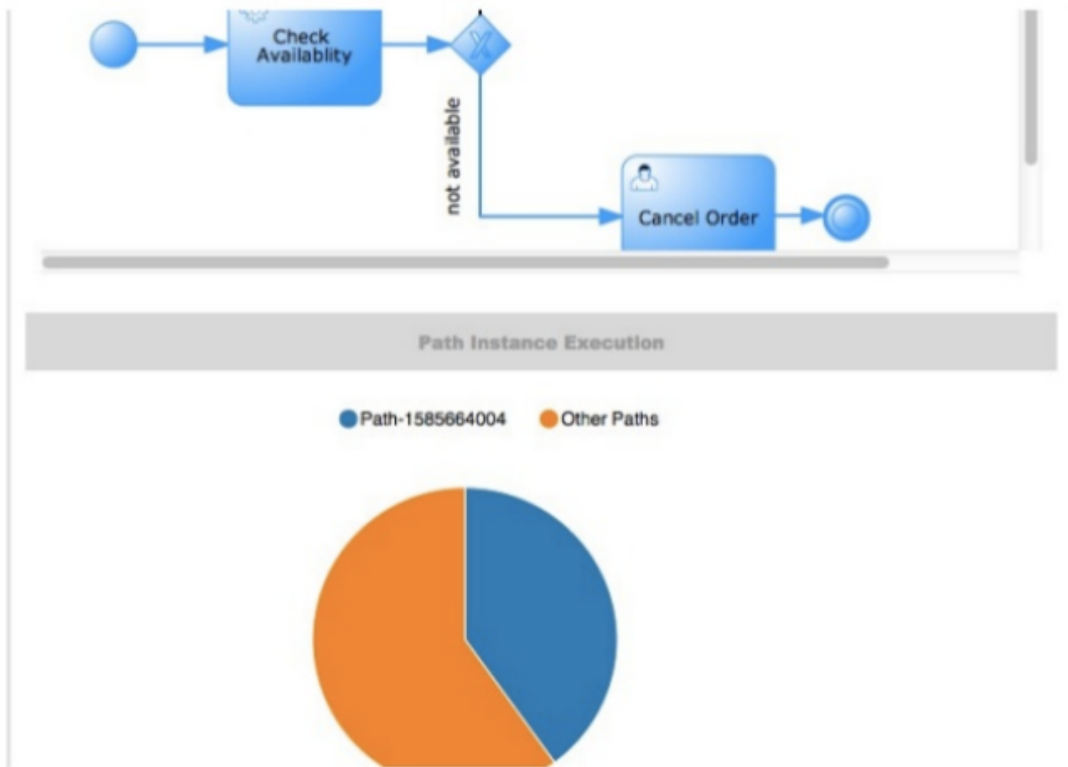 Check
Availablity
not available
Cancel Order
Path Instance Execution
Path-1585664004
Other Paths